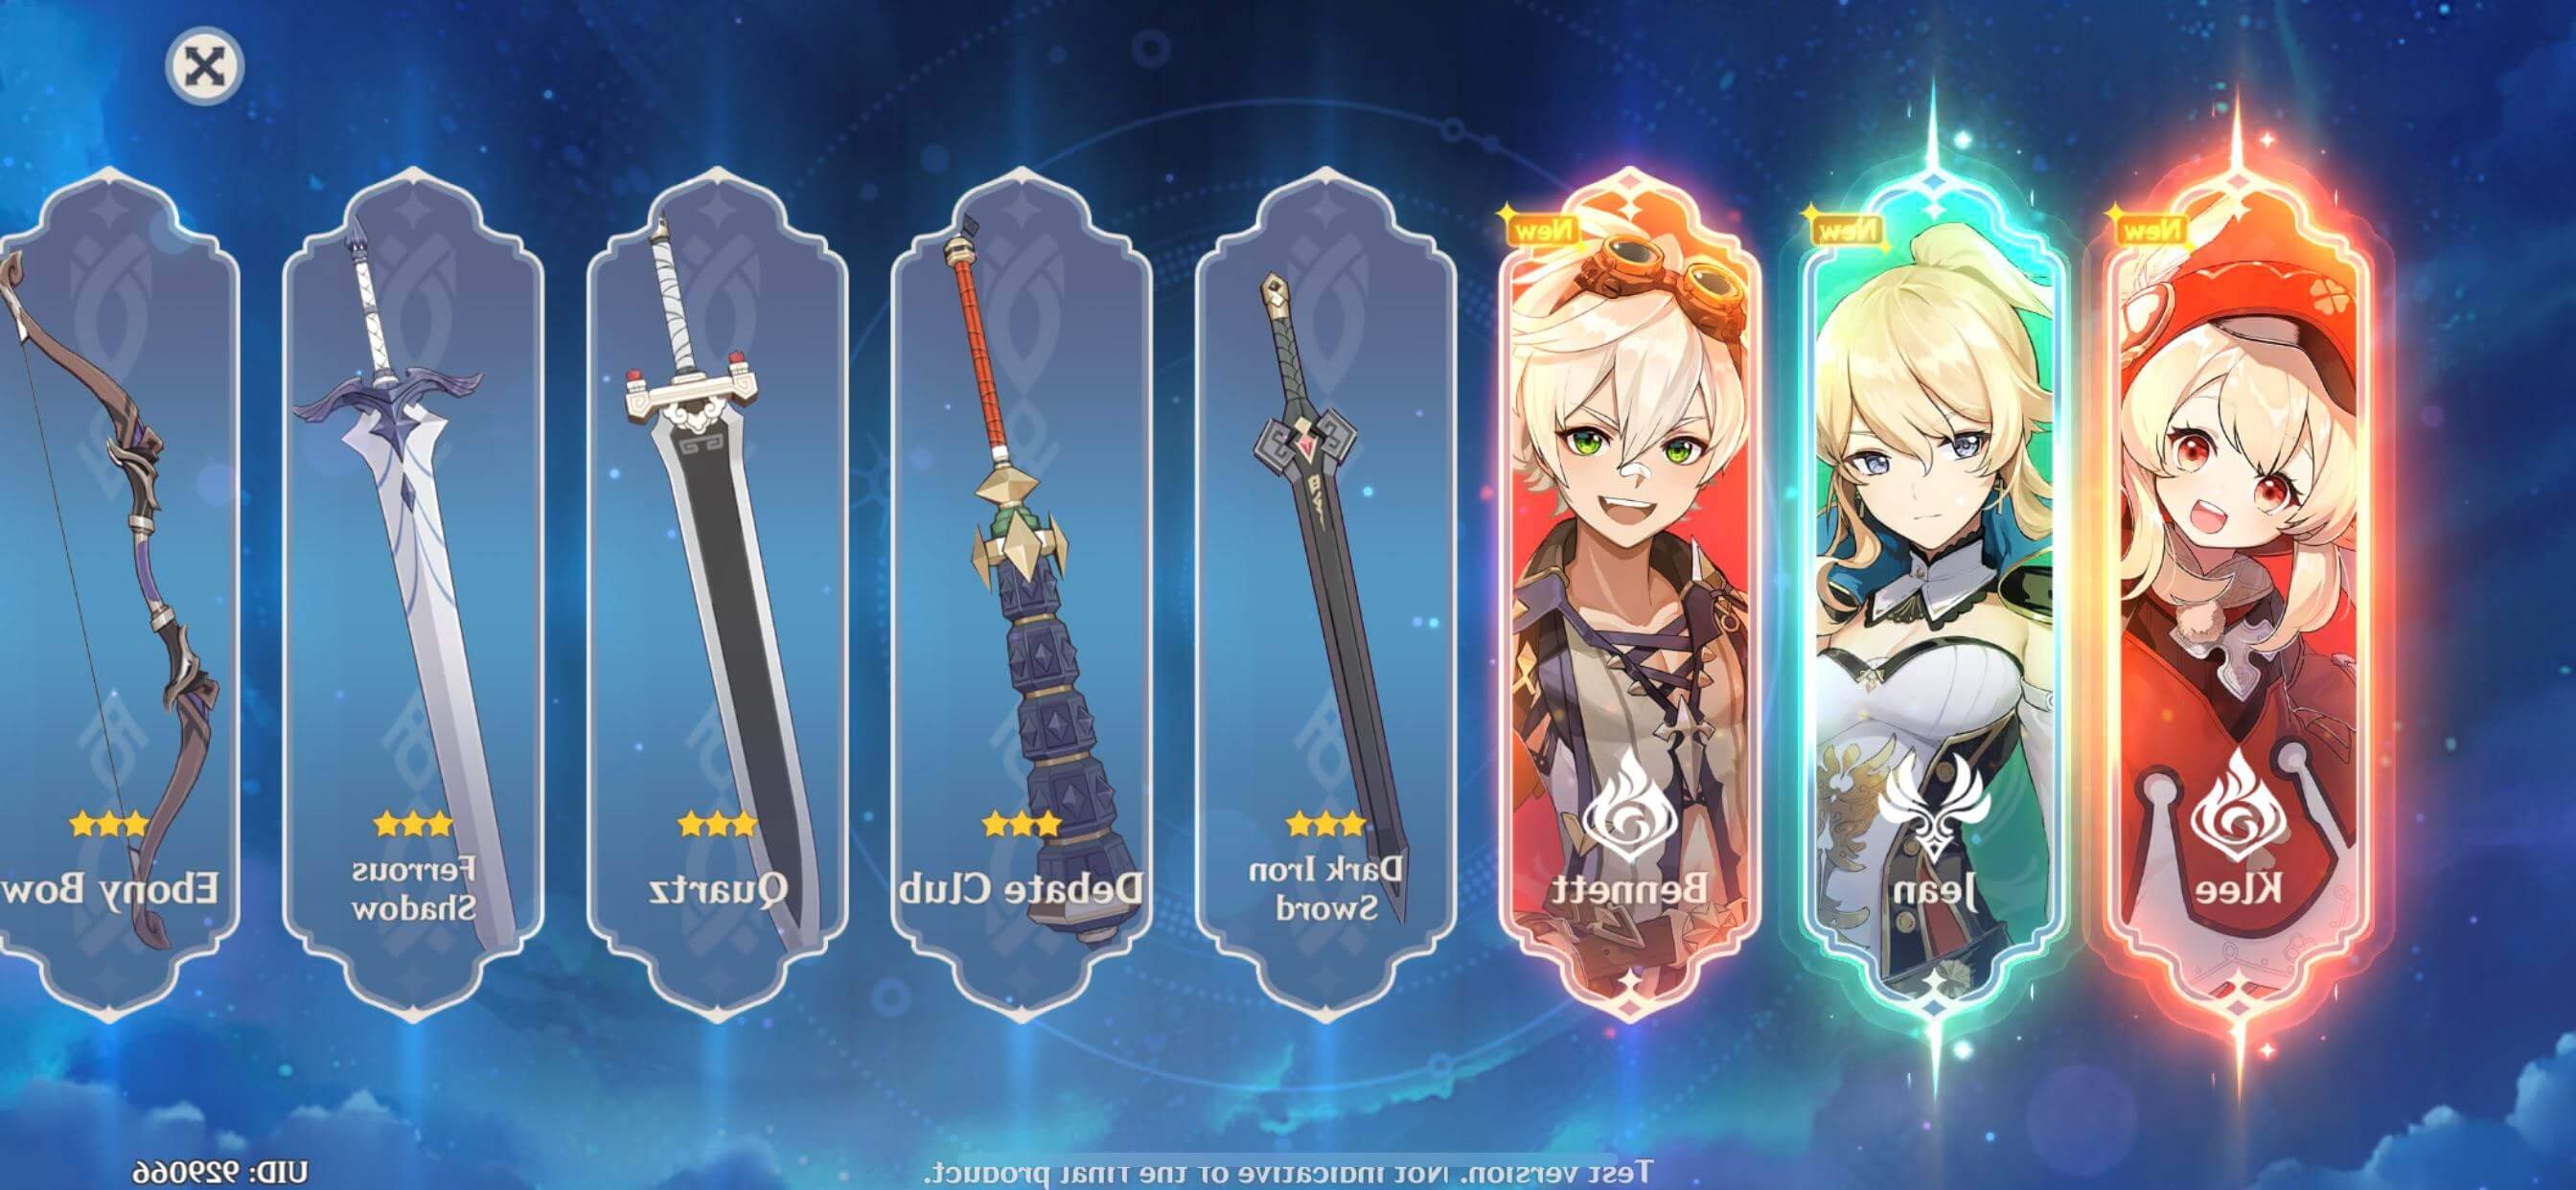 New
New
New
Klee
Jean
Bennett
Dark Iron
Sword
Debate Club
Quartz
Ferrous
Shadow
Ebony Bow
Test version. Not indicative of the final product.
UID: 929066